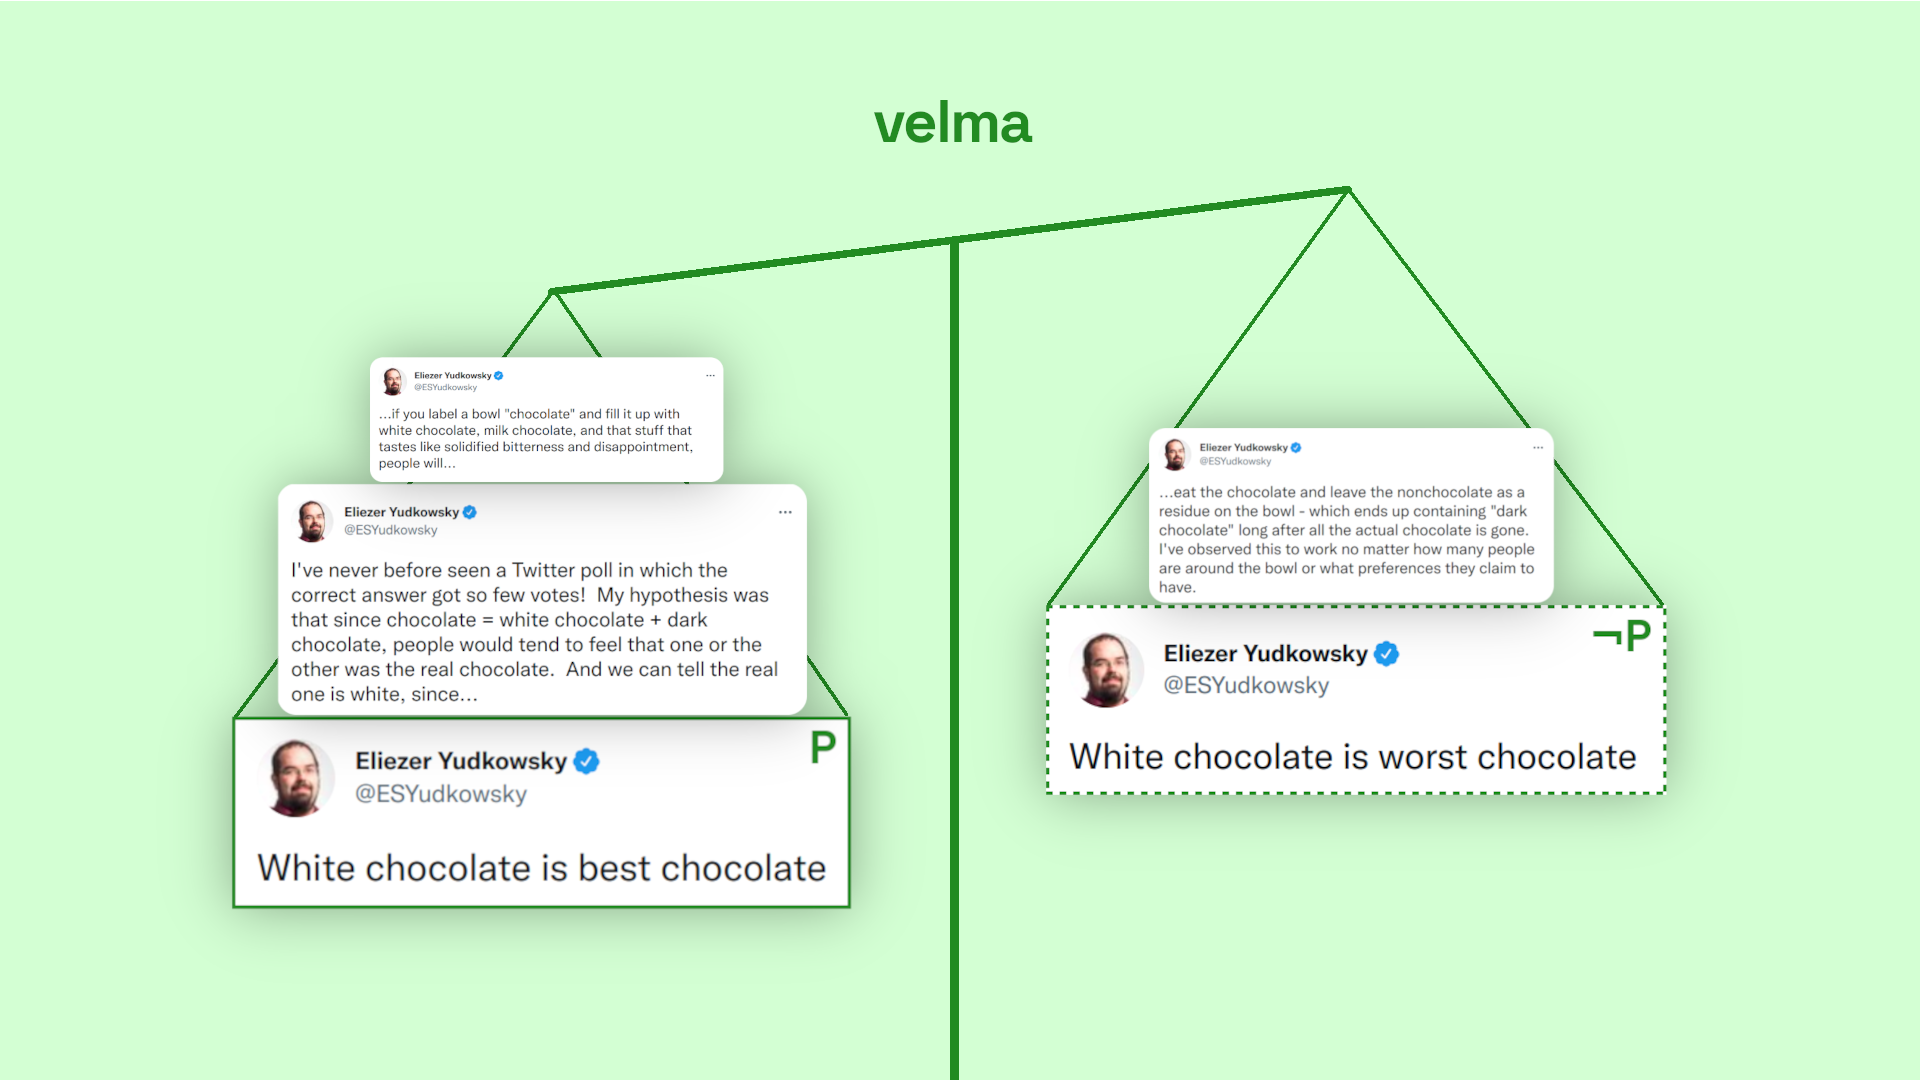 velma
Eliezer Yudkowsky
@ESYudkowsky
...
…if you label a bowl "chocolate" and fill it up with
white chocolate, milk chocolate, and that stuff that
tastes like solidified bitterness and disappointment,
people will…
Eliezer Yudkowsky
@ESYudkowsky
...
I've never before seen a Twitter poll in which the
correct answer got so few votes!  My hypothesis was
that since chocolate = white chocolate + dark
chocolate, people would tend to feel that one or the
other was the real chocolate.  And we can tell the real
one is white, since…
P
Eliezer Yudkowsky
@ESYudkowsky
White chocolate is best chocolate
Eliezer Yudkowsky
@ESYudkowsky
...
…eat the chocolate and leave the nonchocolate as a
residue on the bowl - which ends up containing "dark
chocolate" long after all the actual chocolate is gone.
I've observed this to work no matter how many people
are around the bowl or what preferences they claim to
have.
¬P
Eliezer Yudkowsky
@ESYudkowsky
White chocolate is worst chocolate